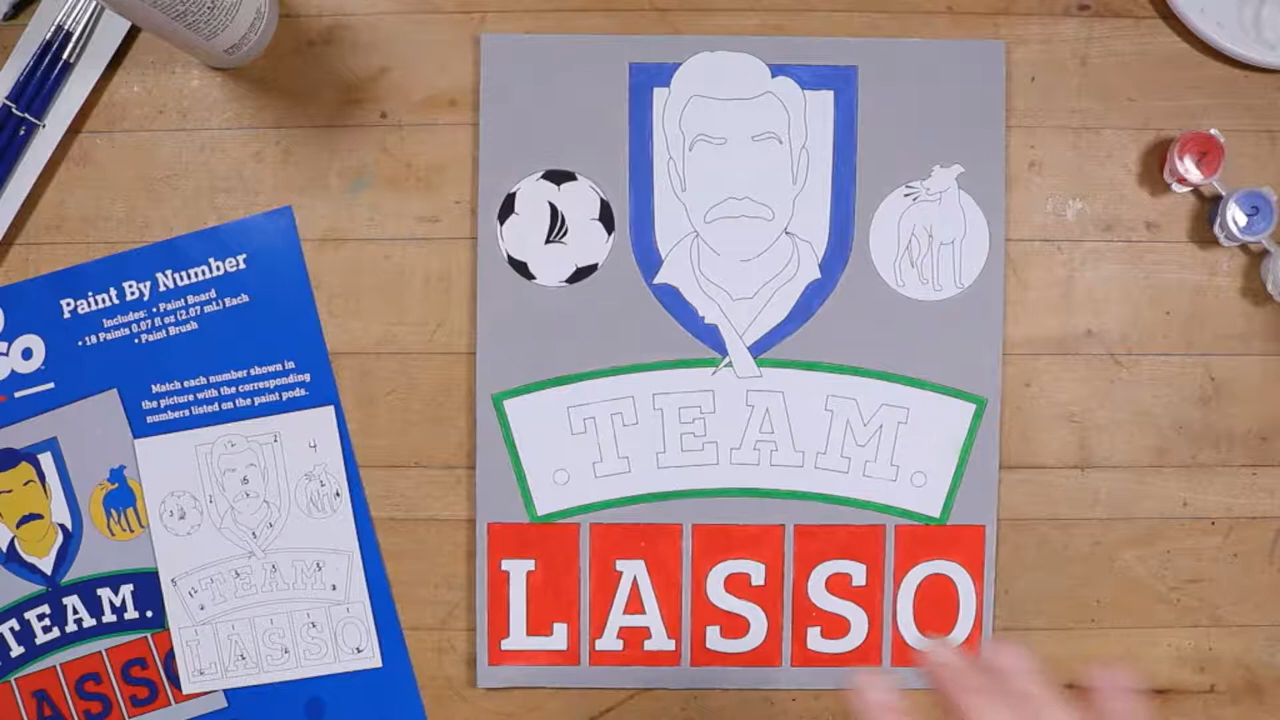 Paint By Number
Includes: • Paint Board
• 18 Paints 0.07 fl oz (2.07 mL) Each
• Paint Brush
SO
Match each number shown in
the picture with the corresponding
numbers listed on the paint pods.
TEAM.
LASSO
TEAM.
LASSO
.TEAM.
LASSO